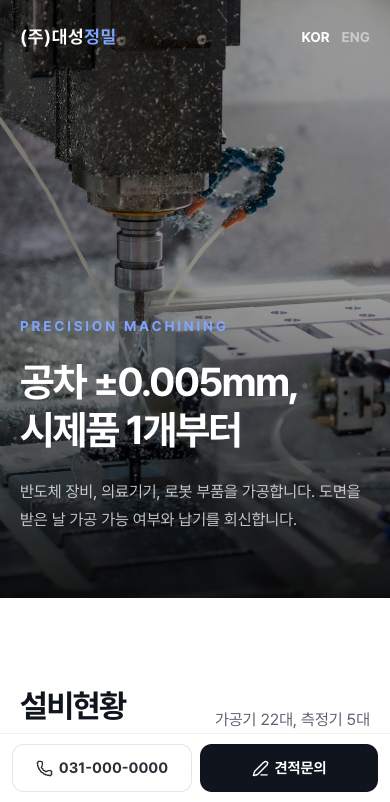 (주)대성정밀
KOR ENG
PRECISION MACHINING
공차 ±0.005mm,
시제품 1개부터
반도체 장비, 의료기기, 로봇 부품을 가공합니다. 도면을
받은 날 가공 가능 여부와 납기를 회신합니다.
설비현황
가공기 22대, 측정기 5대
031-000-0000
견적문의